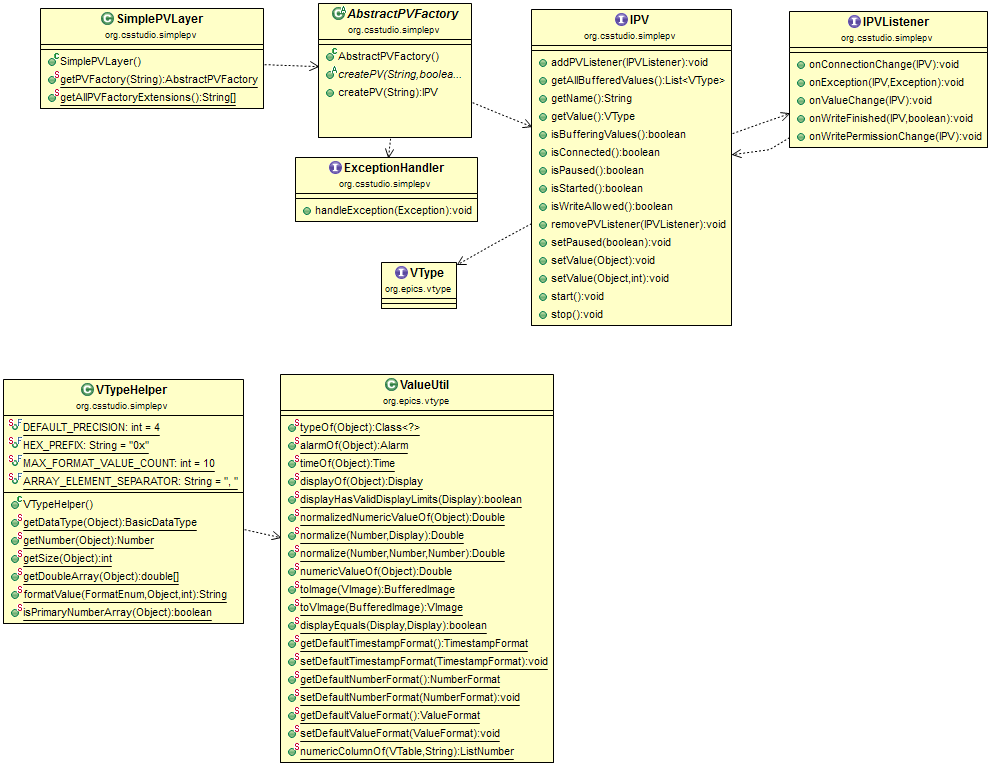 SimplePVLayer
org.csstudio.simplepv
SimplePVLayer()
getPVFactory(String):AbstractPVFactory
getAllPVFactoryExtensions():String[]
AbstractPVFactory
org.csstudio.simplepv
AbstractPVFactory()
createPV(String,boolea...
createPV(String):IPV
IPV
org.csstudio.simplepv
addPVListener(IPVListener):void
getAllBufferedValues():List<VType>
getName():String
getValue():VType
isBufferingValues():boolean
isConnected():boolean
isPaused():boolean
isStarted():boolean
isWriteAllowed():boolean
removePVListener(IPVListener):void
setPaused(boolean):void
setValue(Object):void
setValue(Object,int):void
start():void
stop():void
IPVListener
org.csstudio.simplepv
onConnectionChange(IPV):void
onException(IPV,Exception):void
onValueChange(IPV):void
onWriteFinished(IPV,boolean):void
onWritePermissionChange(IPV):void
ExceptionHandler
org.csstudio.simplepv
handleException(Exception):void
VType
org.epics.vtype
VTypeHelper
org.csstudio.simplepv
DEFAULT_PRECISION: int = 4
HEX_PREFIX: String = "0x"
MAX_FORMAT_VALUE_COUNT: int = 10
ARRAY_ELEMENT_SEPARATOR: String = ", "
VTypeHelper()
getDataType(Object):BasicDataType
getNumber(Object):Number
getSize(Object):int
getDoubleArray(Object):double[]
formatValue(FormatEnum,Object,int):String
isPrimaryNumberArray(Object):boolean
ValueUtil
org.epics.vtype
typeOf(Object):Class<?>
alarmOf(Object):Alarm
timeOf(Object):Time
displayOf(Object):Display
displayHasValidDisplayLimits(Display):boolean
normalizedNumericValueOf(Object):Double
normalize(Number,Display):Double
normalize(Number,Number,Number):Double
numericValueOf(Object):Double
toImage(VImage):BufferedImage
toVImage(BufferedImage):VImage
displayEquals(Display,Display):boolean
getDefaultTimestampFormat():TimestampFormat
setDefaultTimestampFormat(TimestampFormat):void
getDefaultNumberFormat():NumberFormat
setDefaultNumberFormat(NumberFormat):void
getDefaultValueFormat():ValueFormat
setDefaultValueFormat(ValueFormat):void
numericColumnOf(VTable,String):ListNumber